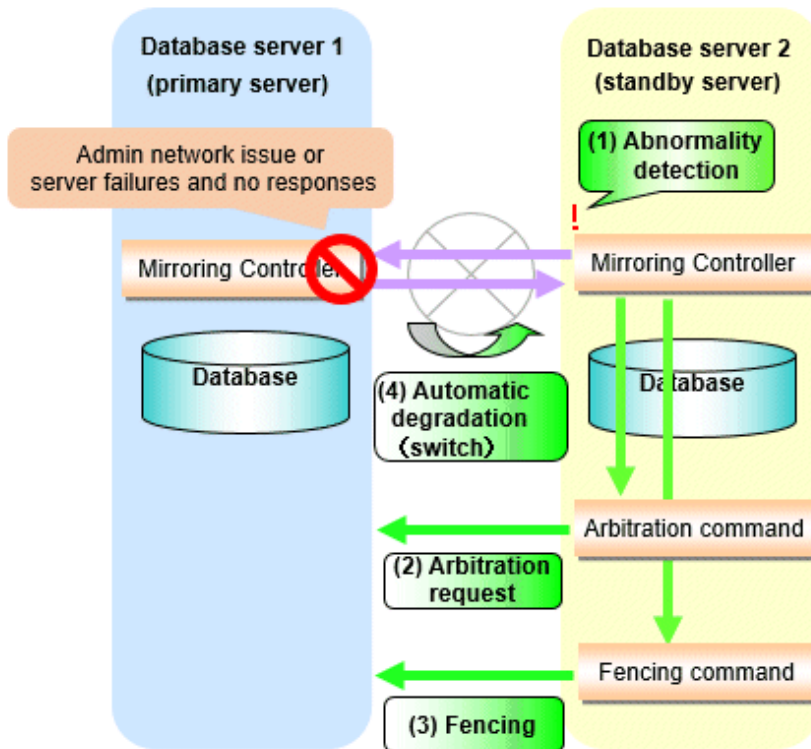 Database server 1
(primary server)
Database server 2
(standby server)
Admin network issue or
server failures and no responses
(1) Abnormality
detection
!
Mirroring Controller
Mirroring Controller
Database
Database
(4) Automatic
degradation
(switch)
Arbitration command
(2) Arbitration
request
Fencing command
(3) Fencing